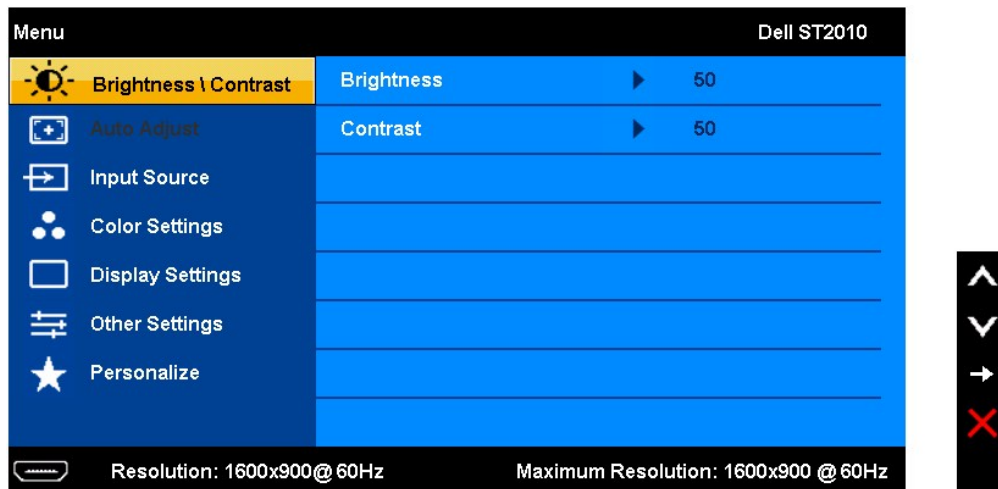 Menu Dell ST2010
Brightness \ Contrast Brightness 50
Auto Adjust Contrast 50
Input Source
Color Settings
Display Settings
Other Settings
Personalize
Resolution: 1600x900@60Hz Maximum Resolution: 1600x900 @60Hz